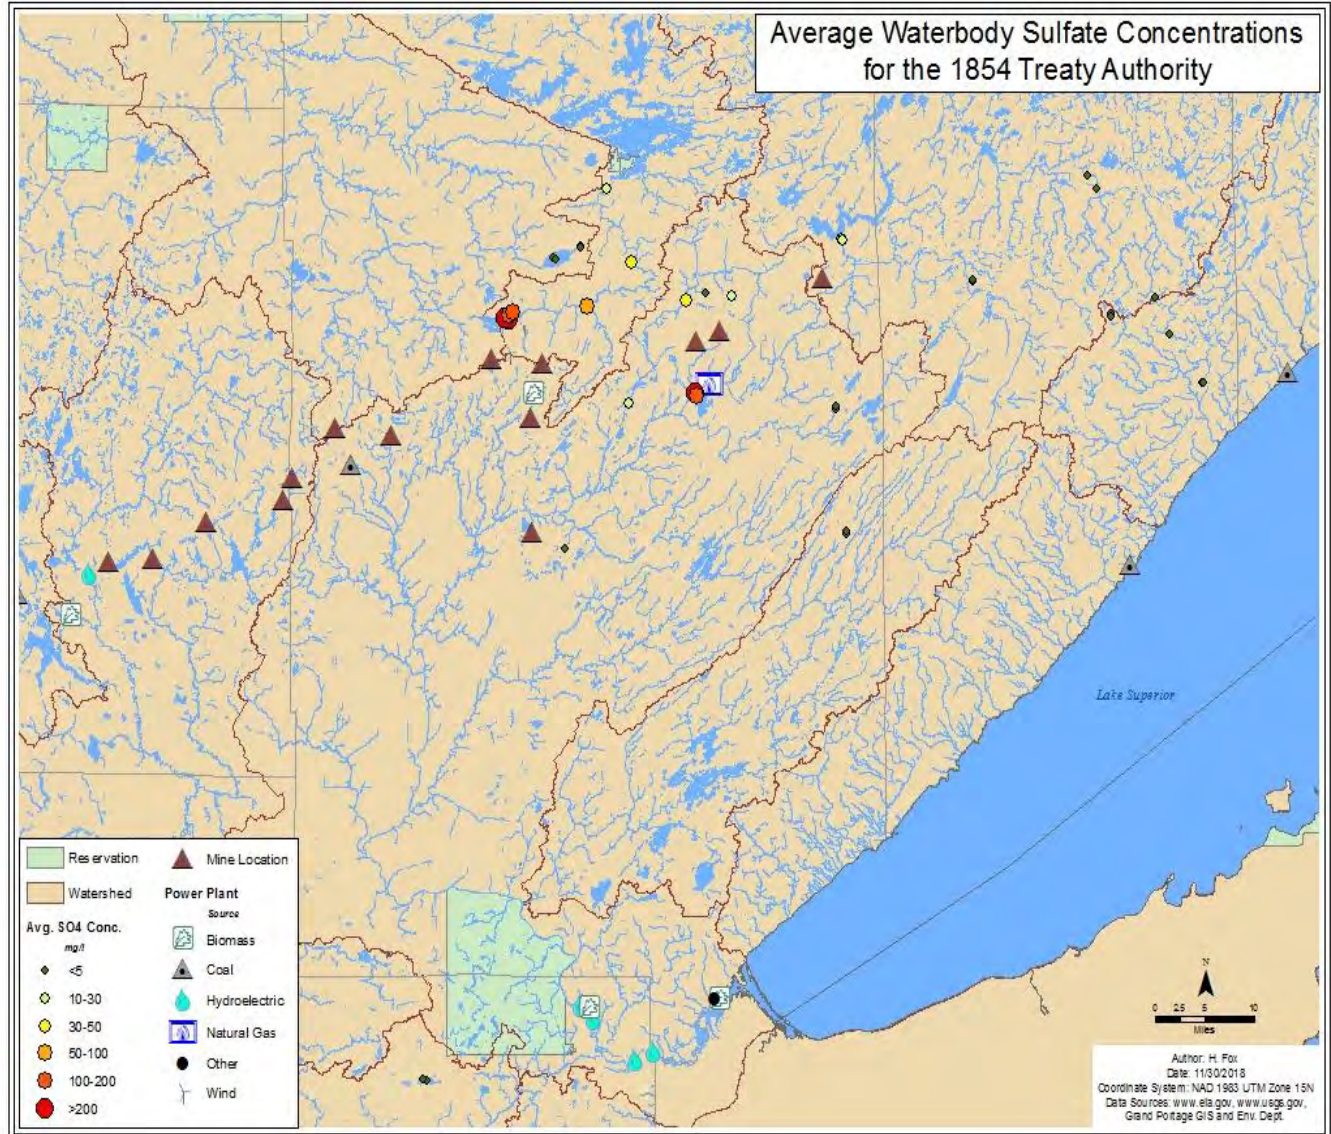 Average Waterbody Sulfate Concentrations
for the 1854 Treaty Authority
Lake Superior
Reservation
Watershed
Avg. SO4 Conc.
mg/l
<5
10-30
30-50
50-100
100-200
>200
Mine Location
Power Plant
Source
Biomass
Coal
Hydroelectric
Natural Gas
Other
Wind
N
0 2.5 5 10
Miles
Author: H. Fox
Date: 11/30/2018
Coordinate System: NAD 1983 UTM Zone 15N
Data Sources: www.eia.gov, www.usgs.gov,
Grand Portage GIS and Env. Dept.